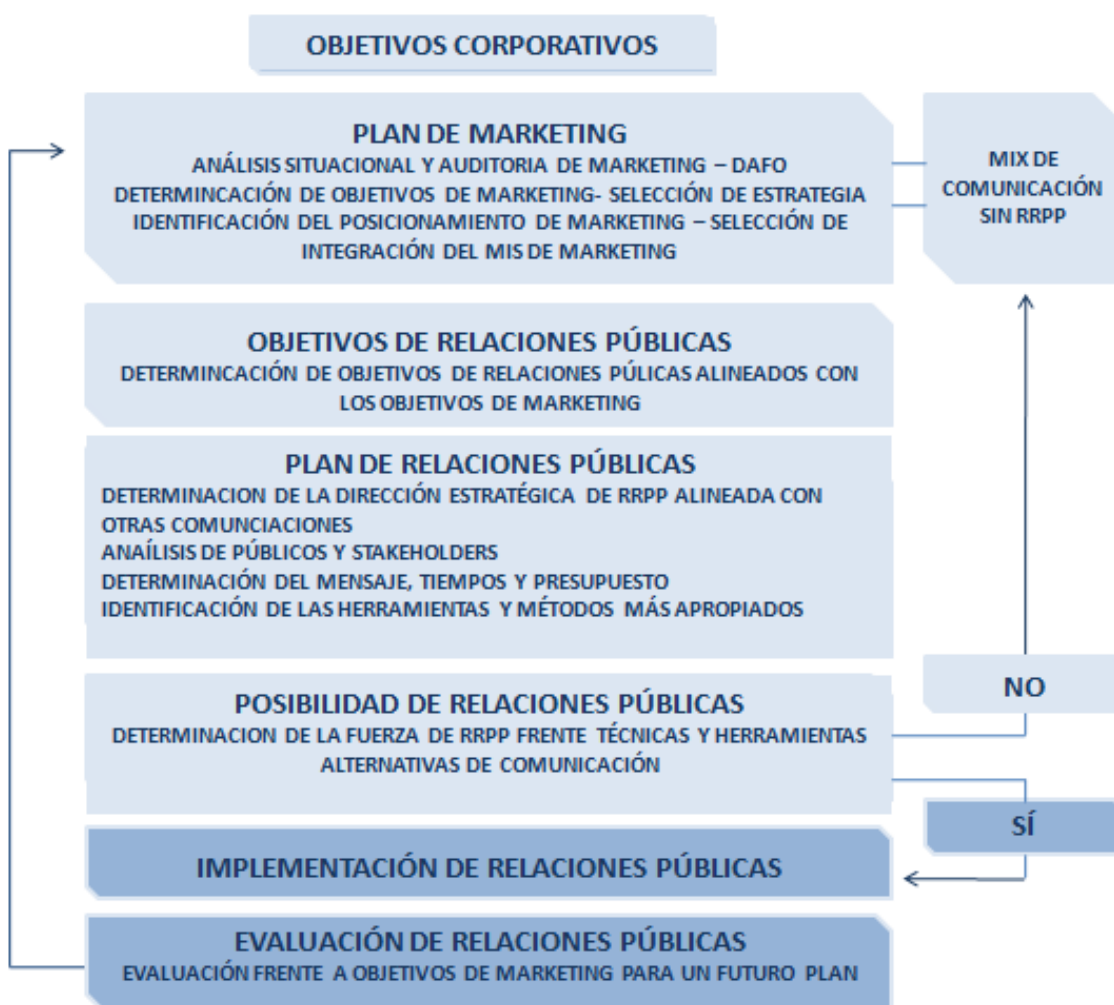 OBJETIVOS CORPORATIVOS
PLAN DE MARKETING
ANÁLISIS SITUACIONAL Y AUDITORIA DE MARKETING – DAFO
DETERMINCACIÓN DE OBJETIVOS DE MARKETING- SELECCIÓN DE ESTRATEGIA
IDENTIFICACIÓN DEL POSICIONAMIENTO DE MARKETING – SELECCIÓN DE
INTEGRACIÓN DEL MIS DE MARKETING
MIX DE
COMUNICACIÓN
SIN RRPP
OBJETIVOS DE RELACIONES PÚBLICAS
DETERMINCACIÓN DE OBJETIVOS DE RELACIONES PÚLICAS ALINEADOS CON
LOS OBJETIVOS DE MARKETING
PLAN DE RELACIONES PÚBLICAS
DETERMINACION DE LA DIRECCIÓN ESTRATÉGICA DE RRPP ALINEADA CON
OTRAS COMUNCIACIONES
ANAÍLISIS DE PÚBLICOS Y STAKEHOLDERS
DETERMINACIÓN DEL MENSAJE, TIEMPOS Y PRESUPUESTO
IDENTIFICACIÓN DE LAS HERRAMIENTAS Y MÉTODOS MÁS APROPIADOS
NO
POSIBILIDAD DE RELACIONES PÚBLICAS
DETERMINACION DE LA FUERZA DE RRPP FRENTE TÉCNICAS Y HERRAMIENTAS
ALTERNATIVAS DE COMUNICACIÓN
SÍ
IMPLEMENTACIÓN DE RELACIONES PÚBLICAS
EVALUACIÓN DE RELACIONES PÚBLICAS
EVALUACIÓN FRENTE A OBJETIVOS DE MARKETING PARA UN FUTURO PLAN